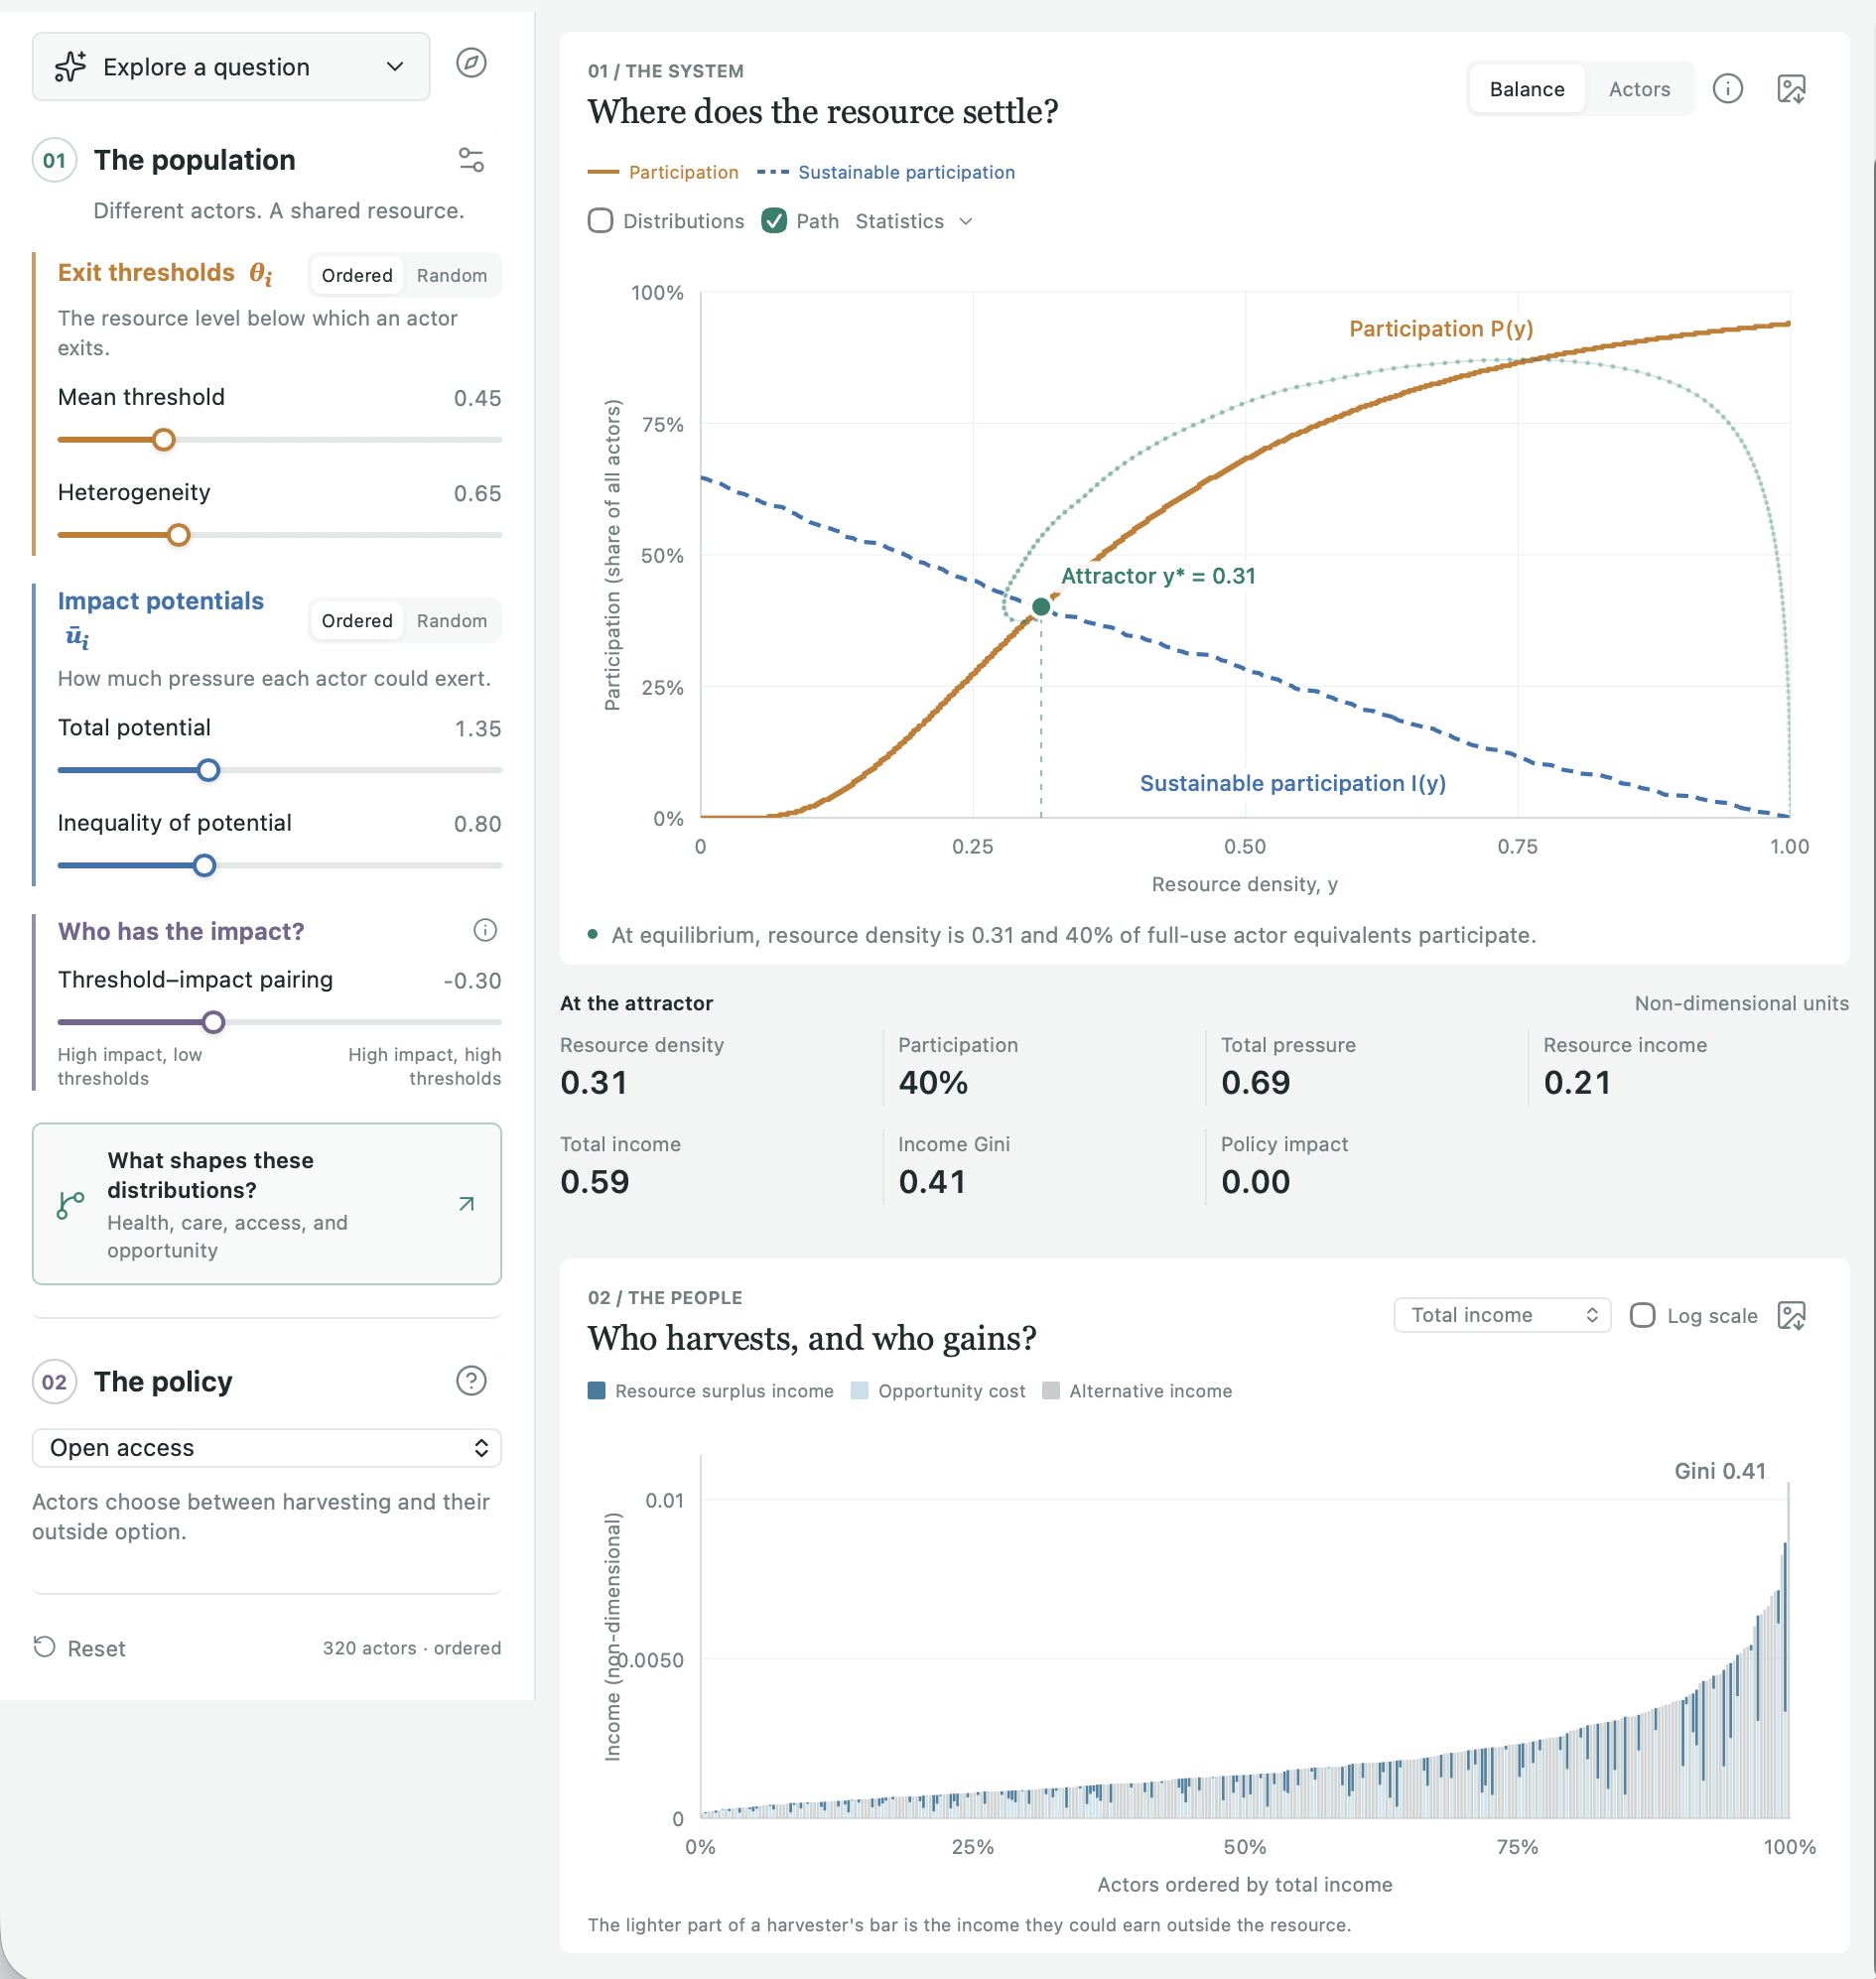 Explore a question
01 The population
Different actors. A shared resource.
Exit thresholds θi
Ordered Random
The resource level below which an actor
exits.
Mean threshold 0.45
Heterogeneity 0.65
Impact potentials
ūi
Ordered Random
How much pressure each actor could exert.
Total potential 1.35
Inequality of potential 0.80
Who has the impact?
Threshold–impact pairing -0.30
High impact, low
thresholds
High impact, high
thresholds
What shapes these
distributions?
Health, care, access, and
opportunity
02 The policy
Open access
Actors choose between harvesting and their
outside option.
Reset 320 actors · ordered
01 / THE SYSTEM
Where does the resource settle?
Balance Actors
Participation Sustainable participation
Distributions Path Statistics
100%
75%
50%
25%
0%
Participation (share of all actors)
Participation P(y)
Attractor y* = 0.31
Sustainable participation I(y)
0 0.25 0.50 0.75 1.00
Resource density, y
At equilibrium, resource density is 0.31 and 40% of full-use actor equivalents participate.
At the attractor Non-dimensional units
Resource density Participation Total pressure Resource income
0.31 40% 0.69 0.21
Total income Income Gini Policy impact
0.59 0.41 0.00
02 / THE PEOPLE
Who harvests, and who gains?
Total income Log scale
Resource surplus income Opportunity cost Alternative income
Gini 0.41
0.01
0.0050
0
Income (non-dimensional)
0% 25% 50% 75% 100%
Actors ordered by total income
The lighter part of a harvester's bar is the income they could earn outside the resource.